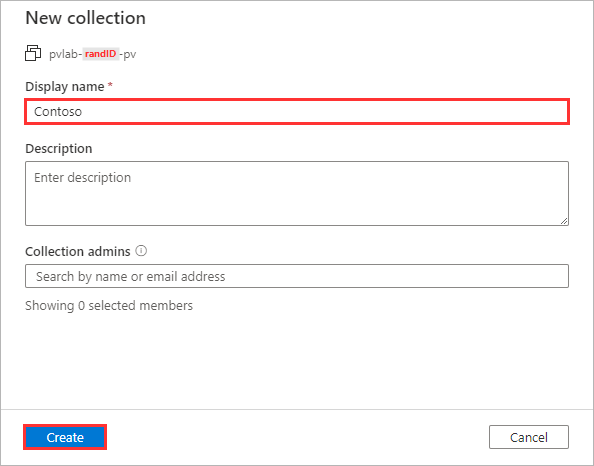 New collection
pvlab-randID-pv
Display name *
Contoso
Description
Enter description
Collection admins
Search by name or email address
Showing 0 selected members
Create
Cancel